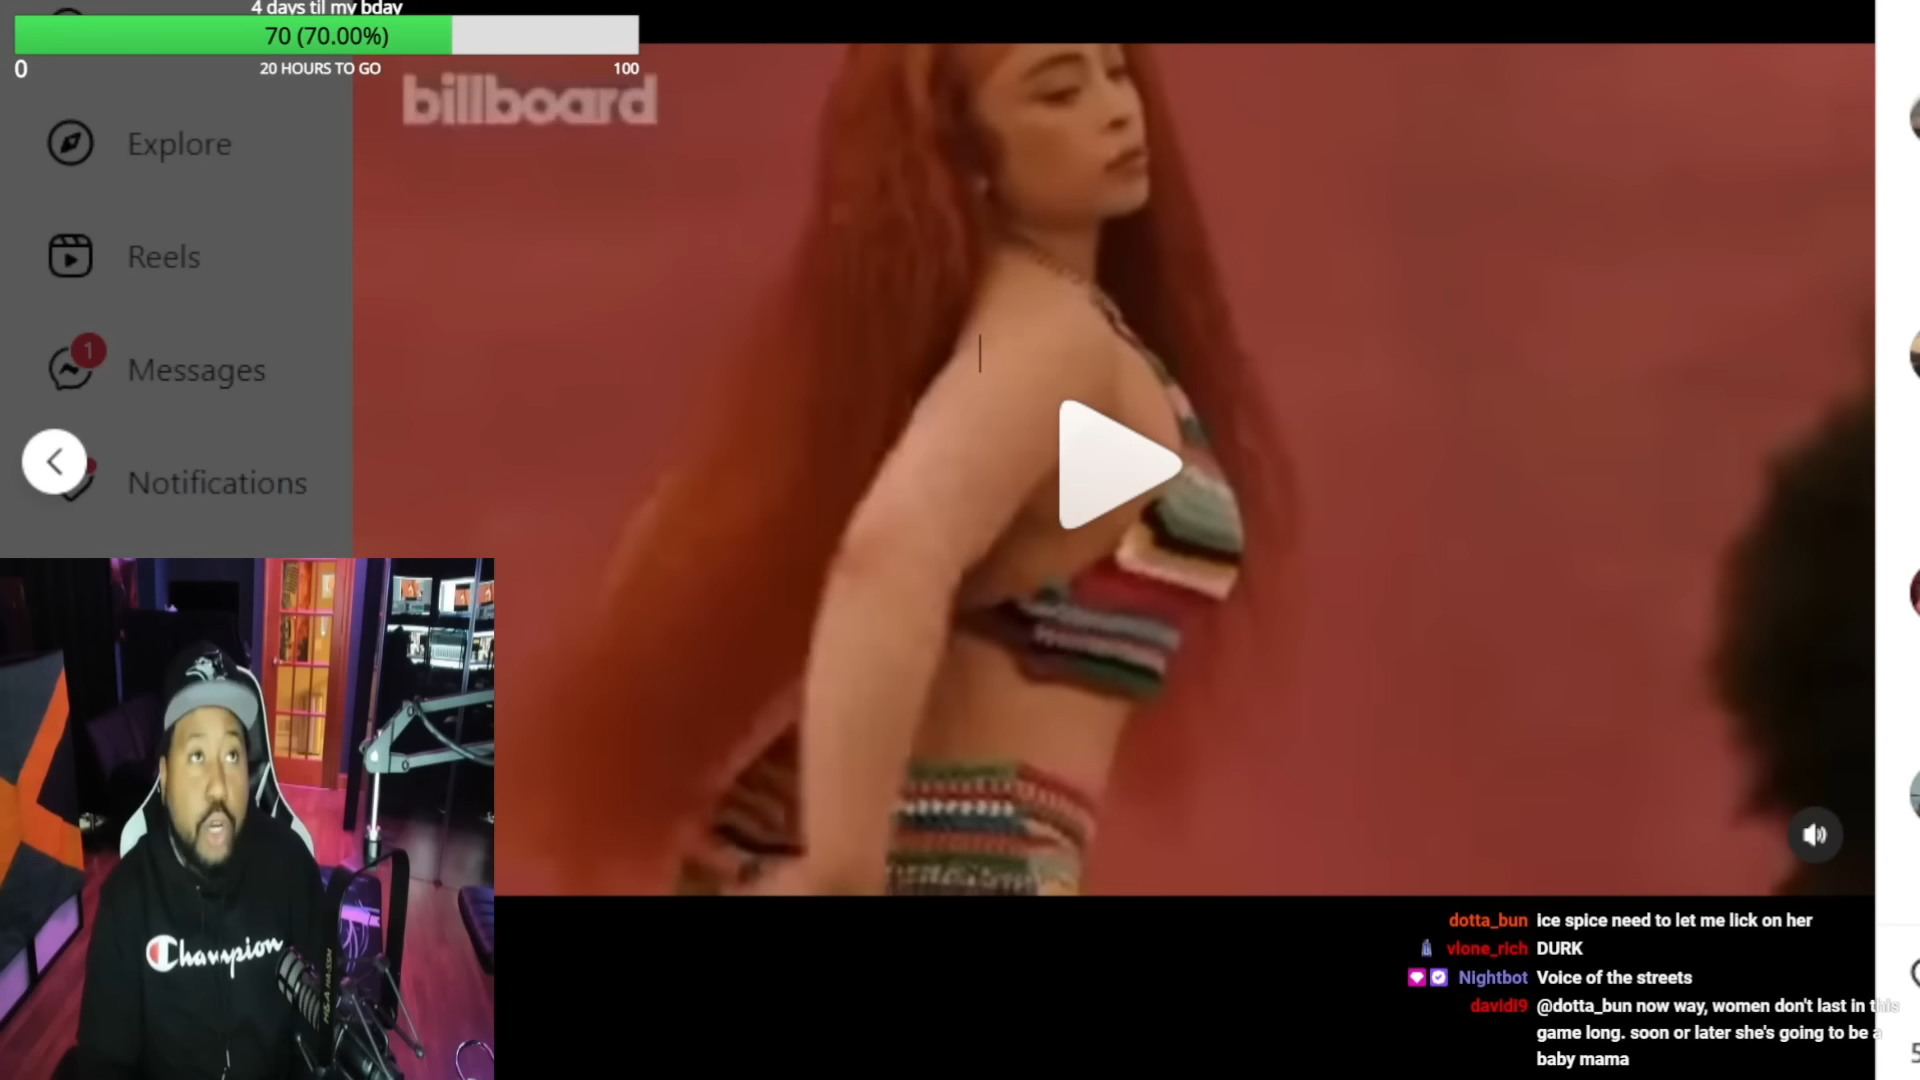 4 days til my bday
70 (70.00%)
0
20 HOURS TO GO
100
billboard
Explore
Reels
1
Messages
Notifications
Champion
dotta_bun ice spice need to let me lick on her
vlone_rich DURK
Nightbot Voice of the streets
davidi9 @dotta_bun now way, women don't last in this
game long. soon or later she's going to be a
baby mama